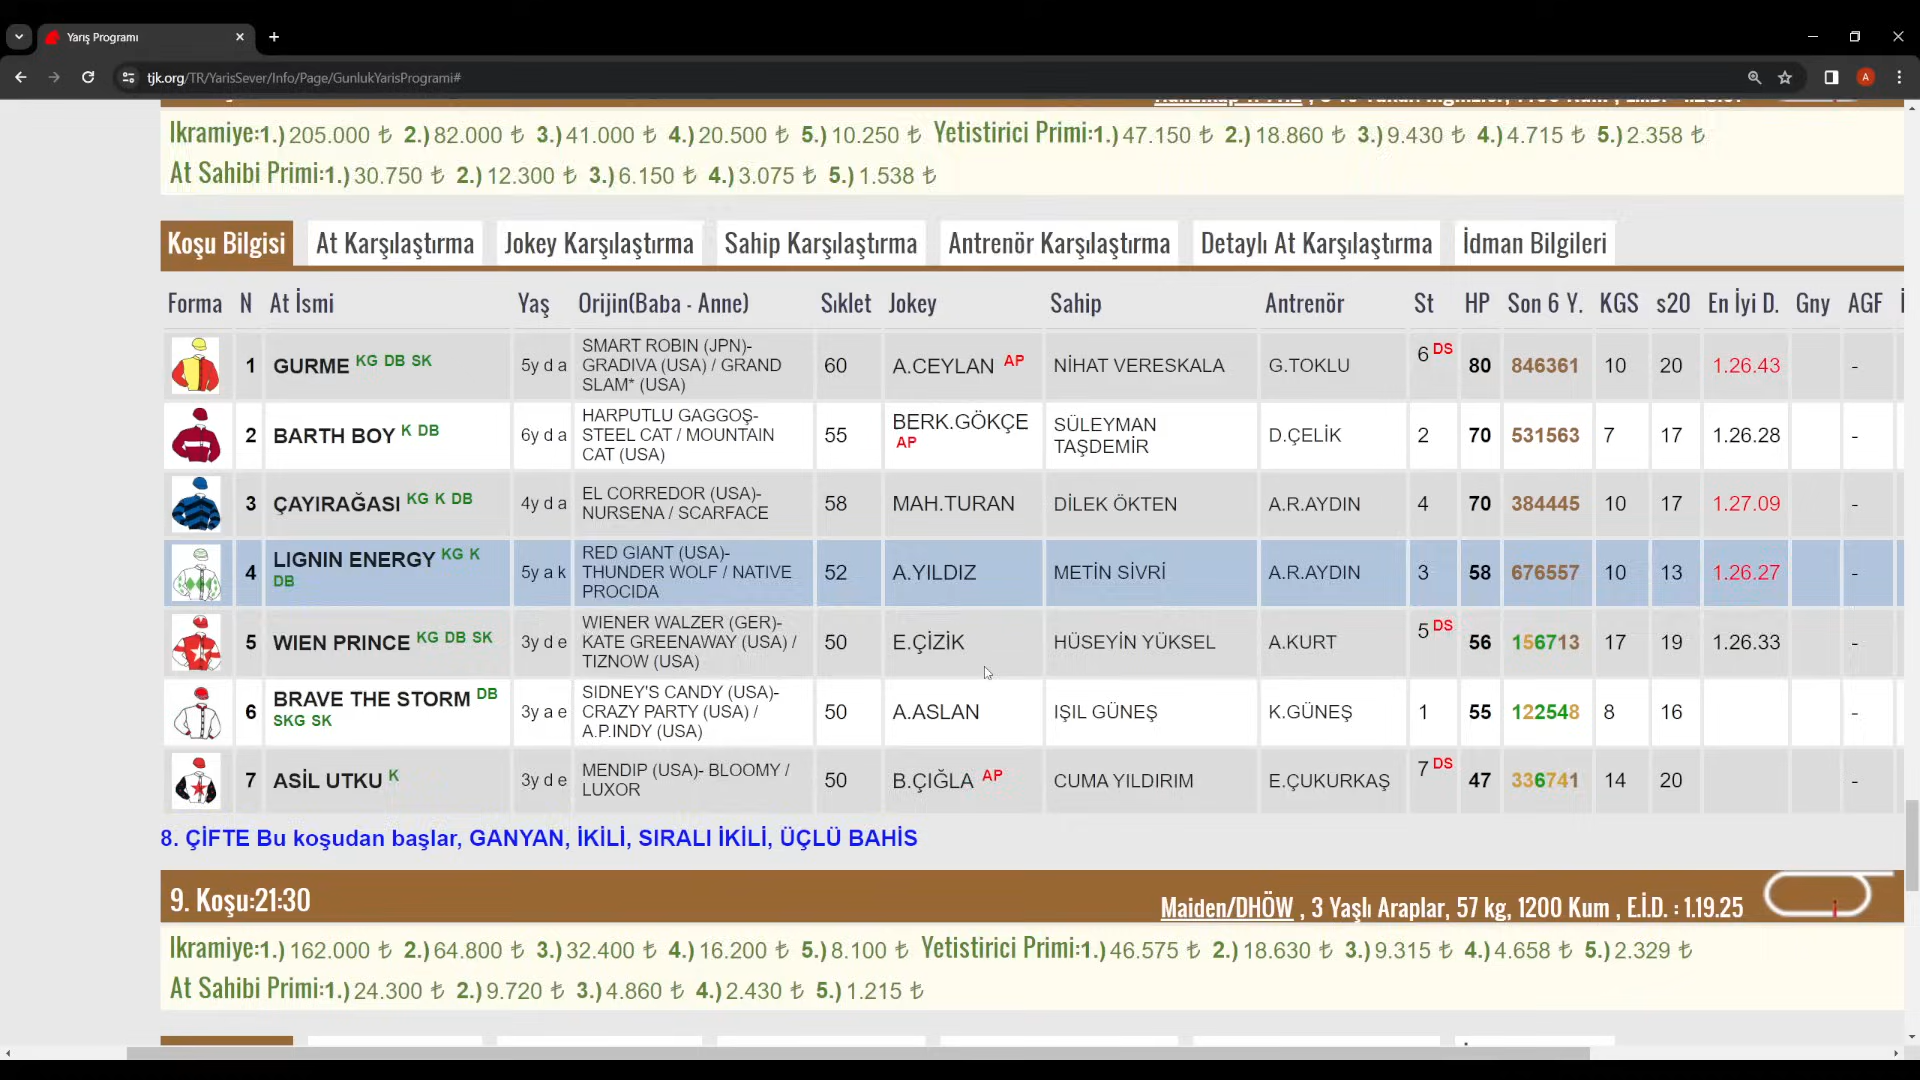 Yarış Programı
tjk.org/TR/YarisSever/Info/Page/GunlukYarisProgrami#
A
Ikramiye:1.) 205.000 ₺ 2.) 82.000 ₺ 3.) 41.000 ₺ 4.) 20.500 ₺ 5.) 10.250 ₺ Yetistirici Primi:1.) 47.150 ₺ 2.) 18.860 ₺ 3.) 9.430 ₺ 4.) 4.715 ₺ 5.) 2.358 ₺
At Sahibi Primi:1.) 30.750 ₺ 2.) 12.300 ₺ 3.) 6.150 ₺ 4.) 3.075 ₺ 5.) 1.538 ₺
Koşu Bilgisi At Karşılaştırma Jokey Karşılaştırma Sahip Karşılaştırma Antrenör Karşılaştırma Detaylı At Karşılaştırma İdman Bilgileri
Forma N At İsmi Yaş Orijin(Baba - Anne) Sıklet Jokey Sahip Antrenör St HP Son 6 Y. KGS s20 En İyi D. Gny AGF
1 GURME KG DB SK 5y d a SMART ROBIN (JPN)- GRADIVA (USA) / GRAND SLAM* (USA) 60 A.CEYLAN AP NİHAT VERESKALA G.TOKLU 6 DS 80 846361 10 20 1.26.43 -
2 BARTH BOY K DB 6y d a HARPUTLU GAGGOŞ- STEEL CAT / MOUNTAIN CAT (USA) 55 BERK.GÖKÇE AP SÜLEYMAN TAŞDEMİR D.ÇELİK 2 70 531563 7 17 1.26.28 -
3 ÇAYIRAĞASI KG K DB 4y d a EL CORREDOR (USA)- NURSENA / SCARFACE 58 MAH.TURAN DİLEK ÖKTEN A.R.AYDIN 4 70 384445 10 17 1.27.09 -
4 LIGNIN ENERGY KG K DB 5y a k RED GIANT (USA)- THUNDER WOLF / NATIVE PROCIDA 52 A.YILDIZ METİN SİVRİ A.R.AYDIN 3 58 676557 10 13 1.26.27 -
5 WIEN PRINCE KG DB SK 3y d e WIENER WALZER (GER)- KATE GREENAWAY (USA) / TIZNOW (USA) 50 E.ÇİZİK HÜSEYİN YÜKSEL A.KURT 5 DS 56 156713 17 19 1.26.33 -
6 BRAVE THE STORM DB SKG SK 3y a e SIDNEY'S CANDY (USA)- CRAZY PARTY (USA) / A.P.INDY (USA) 50 A.ASLAN IŞIL GÜNEŞ K.GÜNEŞ 1 55 122548 8 16 -
7 ASİL UTKU K 3y d e MENDIP (USA)- BLOOMY / LUXOR 50 B.ÇIĞLA AP CUMA YILDIRIM E.ÇUKURKAŞ 7 DS 47 336741 14 20 -
8. ÇİFTE Bu koşudan başlar, GANYAN, İKİLİ, SIRALI İKİLİ, ÜÇLÜ BAHİS
9. Koşu:21:30 Maiden/DHÖW , 3 Yaşlı Araplar, 57 kg, 1200 Kum , E.İ.D. : 1.19.25
Ikramiye:1.) 162.000 ₺ 2.) 64.800 ₺ 3.) 32.400 ₺ 4.) 16.200 ₺ 5.) 8.100 ₺ Yetistirici Primi:1.) 46.575 ₺ 2.) 18.630 ₺ 3.) 9.315 ₺ 4.) 4.658 ₺ 5.) 2.329 ₺
At Sahibi Primi:1.) 24.300 ₺ 2.) 9.720 ₺ 3.) 4.860 ₺ 4.) 2.430 ₺ 5.) 1.215 ₺